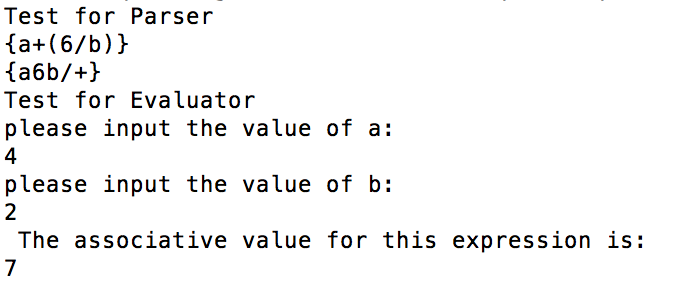 Test for Parser
{a+(6/b)}
{a6b/+}
Test for Evaluator
please input the value of a:
4
please input the value of b:
2
The associative value for this expression is:
7